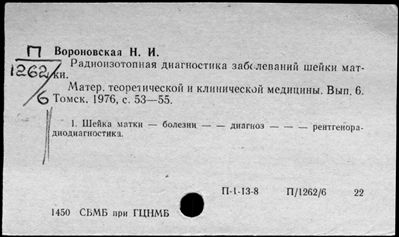 П Вороновская Н. И.
1262/6 Радиоизотопная диагностика заболеваний шейки мат-
ки.
Матер. теоретической и клинической медицины. Вып. 6.
Томск. 1976, с. 53—55.
1. Шейка матки — болезни — — диагноз — — — рентгенора-
диодиагностика.
П-1-13-8 П/1262/6 22
1450 СБМБ при ГЦНМБ